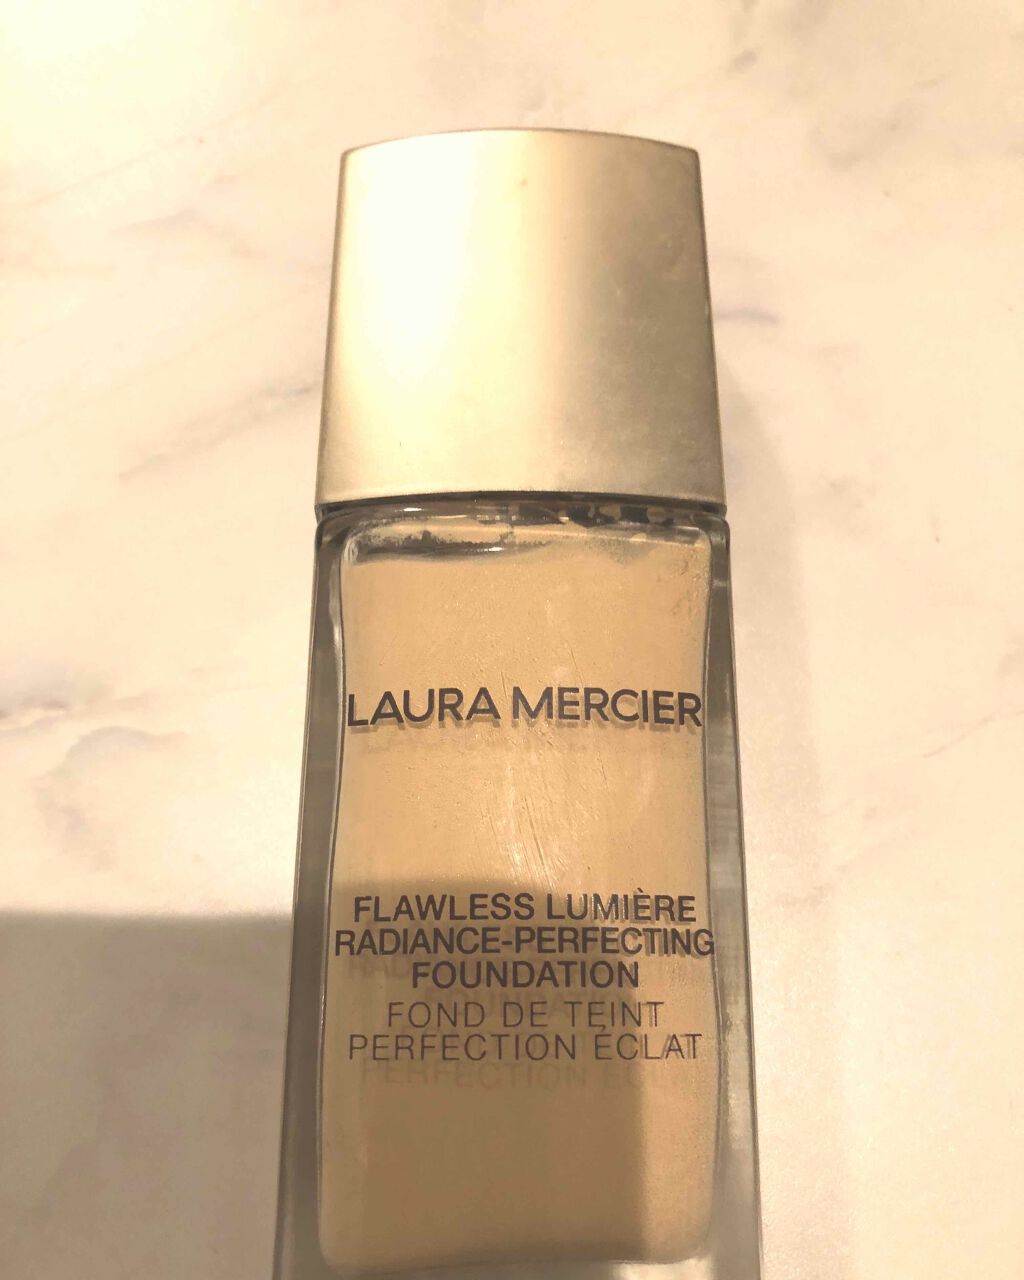 LAURA MERCIER
FLAWLESS LUMIÈRE
RADIANCE-PERFECTING
FOUNDATION
FOND DE TEINT
PERFECTION ÉCLAT